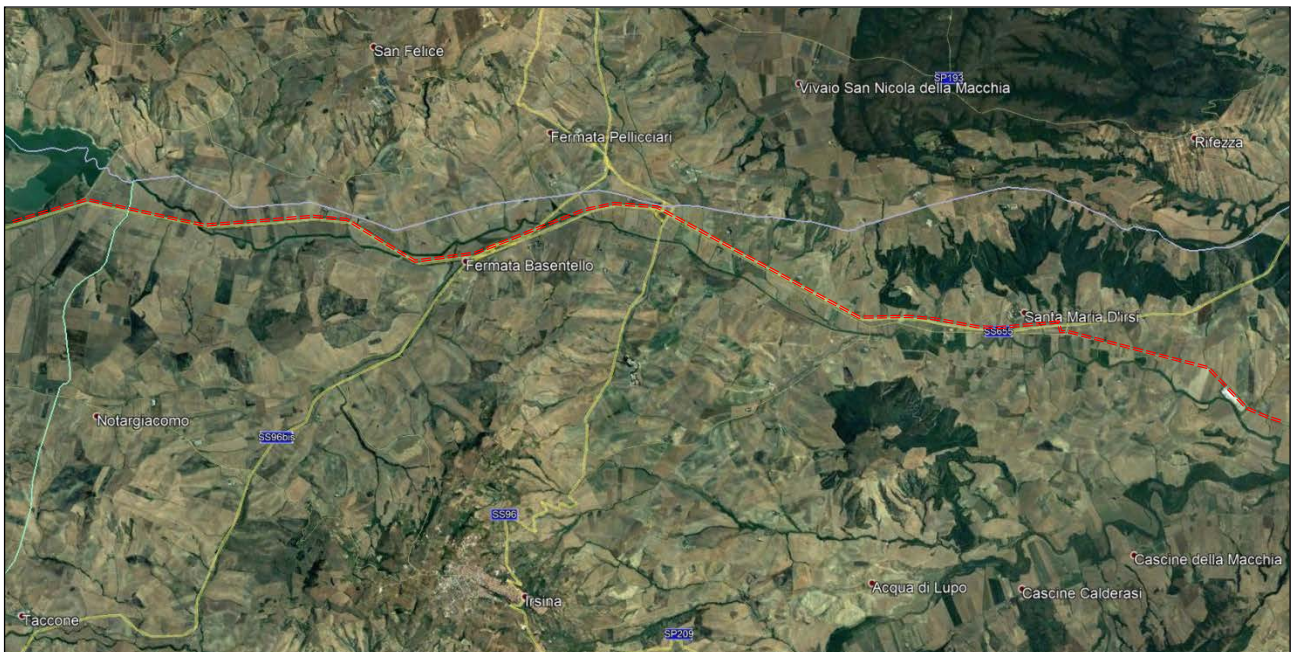 San Felice
SP193
Vivaio San Nicola della Macchia
Fermata Pellicciari
Rifezza
Fermata Basentello
Santa Maria D'irsi
SS655
Notargiacomo
SS96bis
SS96
Cascine della Macchia
Acqua di Lupo
Cascine Calderasi
Irsina
Taccone
SP209